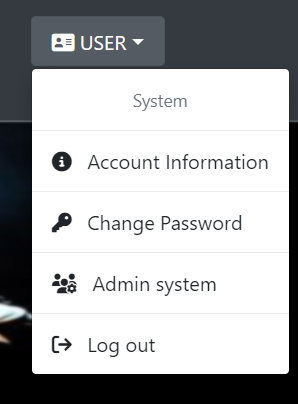 USER
System
Account Information
Change Password
Admin system
Log out